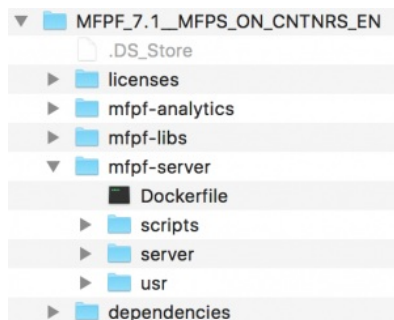 MFPF_7.1__MFPS_ON_CNTNRS_EN
.DS_Store
licenses
mfpf-analytics
mfpf-libs
mfpf-server
Dockerfile
scripts
server
usr
dependencies